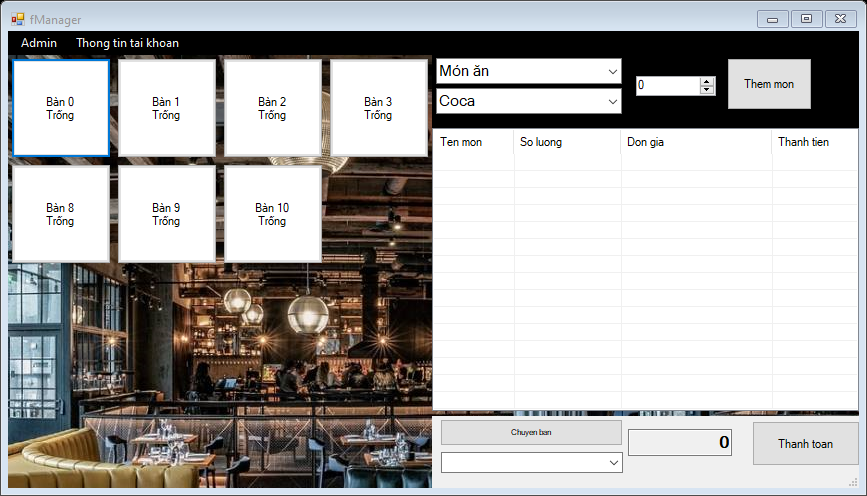 fManager
Admin Thong tin tai khoan
Bàn 0
Trống
Bàn 1
Trống
Bàn 2
Trống
Bàn 3
Trống
Bàn 8
Trống
Bàn 9
Trống
Bàn 10
Trống
Món ăn
Coca
0
Them mon
Ten mon So luong Don gia Thanh tien
Chuyen ban
0
Thanh toan